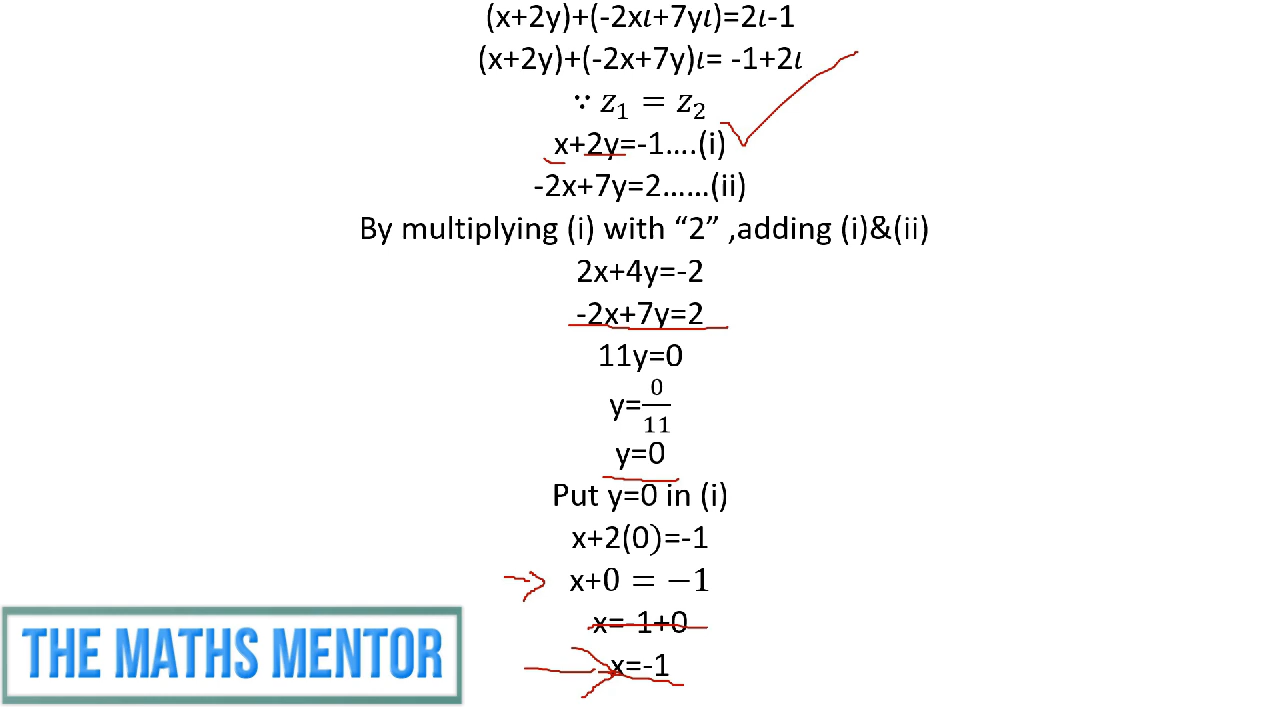 (x+2y)+(-2x𝜄+7y𝜄)=2𝜄-1
(x+2y)+(-2x+7y)𝜄= -1+2𝜄
∵ z₁ = z₂
x+2y=-1....(i)
-2x+7y=2......(ii)
By multiplying (i) with “2” ,adding (i)&(ii)
2x+4y=-2
-2x+7y=2
11y=0
y=0/11
y=0
Put y=0 in (i)
x+2(0)=-1
x+0 = −1
x=-1+0
x=-1
THE MATHS MENTOR